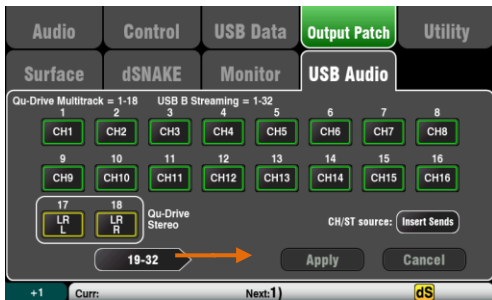 Audio Control USB Data Output Patch Utility
Surface dSNAKE Monitor USB Audio
Qu-Drive Multitrack = 1-18 USB B Streaming = 1-32
1 2 3 4 5 6 7 8
CH1 CH2 CH3 CH4 CH5 CH6 CH7 CH8
9 10 11 12 13 14 15 16
CH9 CH10 CH11 CH12 CH13 CH14 CH15 CH16
17 18
LR LR Qu-Drive
L R Stereo
CH/ST source: Insert Sends
19-32 Apply Cancel
+1 Curr: Next:1) dS